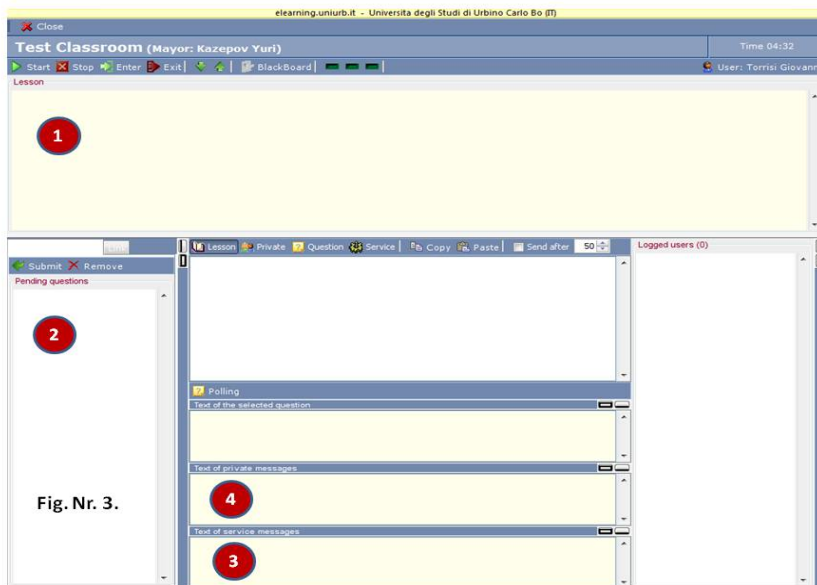 elearning.uniurb.it - Universita degli Studi di Urbino Carlo Bo (IT)
Close
Test Classroom (Mayor: Kazepov Yuri)
Time 04:32
Start Stop Enter Exit BlackBoard
User: Torrisi Giovann
Lesson
1
Lesson Private Question Service Copy Paste Send after 50
Logged users (0)
Submit Remove
Pending questions
2
Polling
Text of the selected question
Text of private messages
4
Fig. Nr. 3.
Text of service messages
3